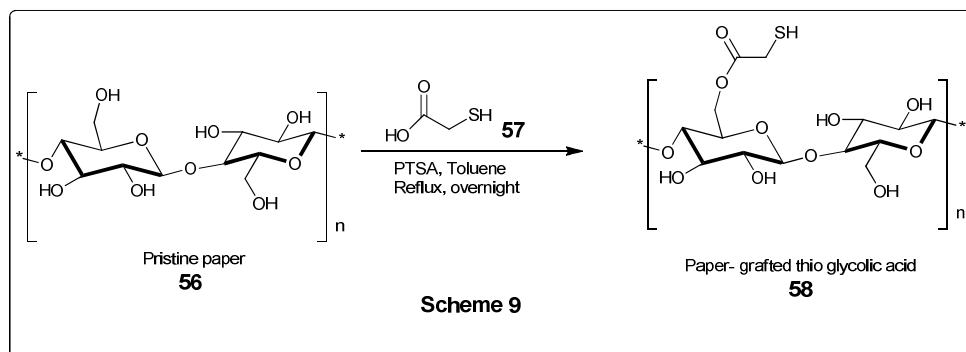 OH
O
HO
OH
O
HO
OH
O
OH
n
Pristine paper
56
O
HO
SH
57
PTSA, Toluene
Reflux, overnight
SH
O
O
O
O
HO
OH
O
HO
OH
O
OH
n
Paper- grafted thio glycolic acid
58
Scheme 9